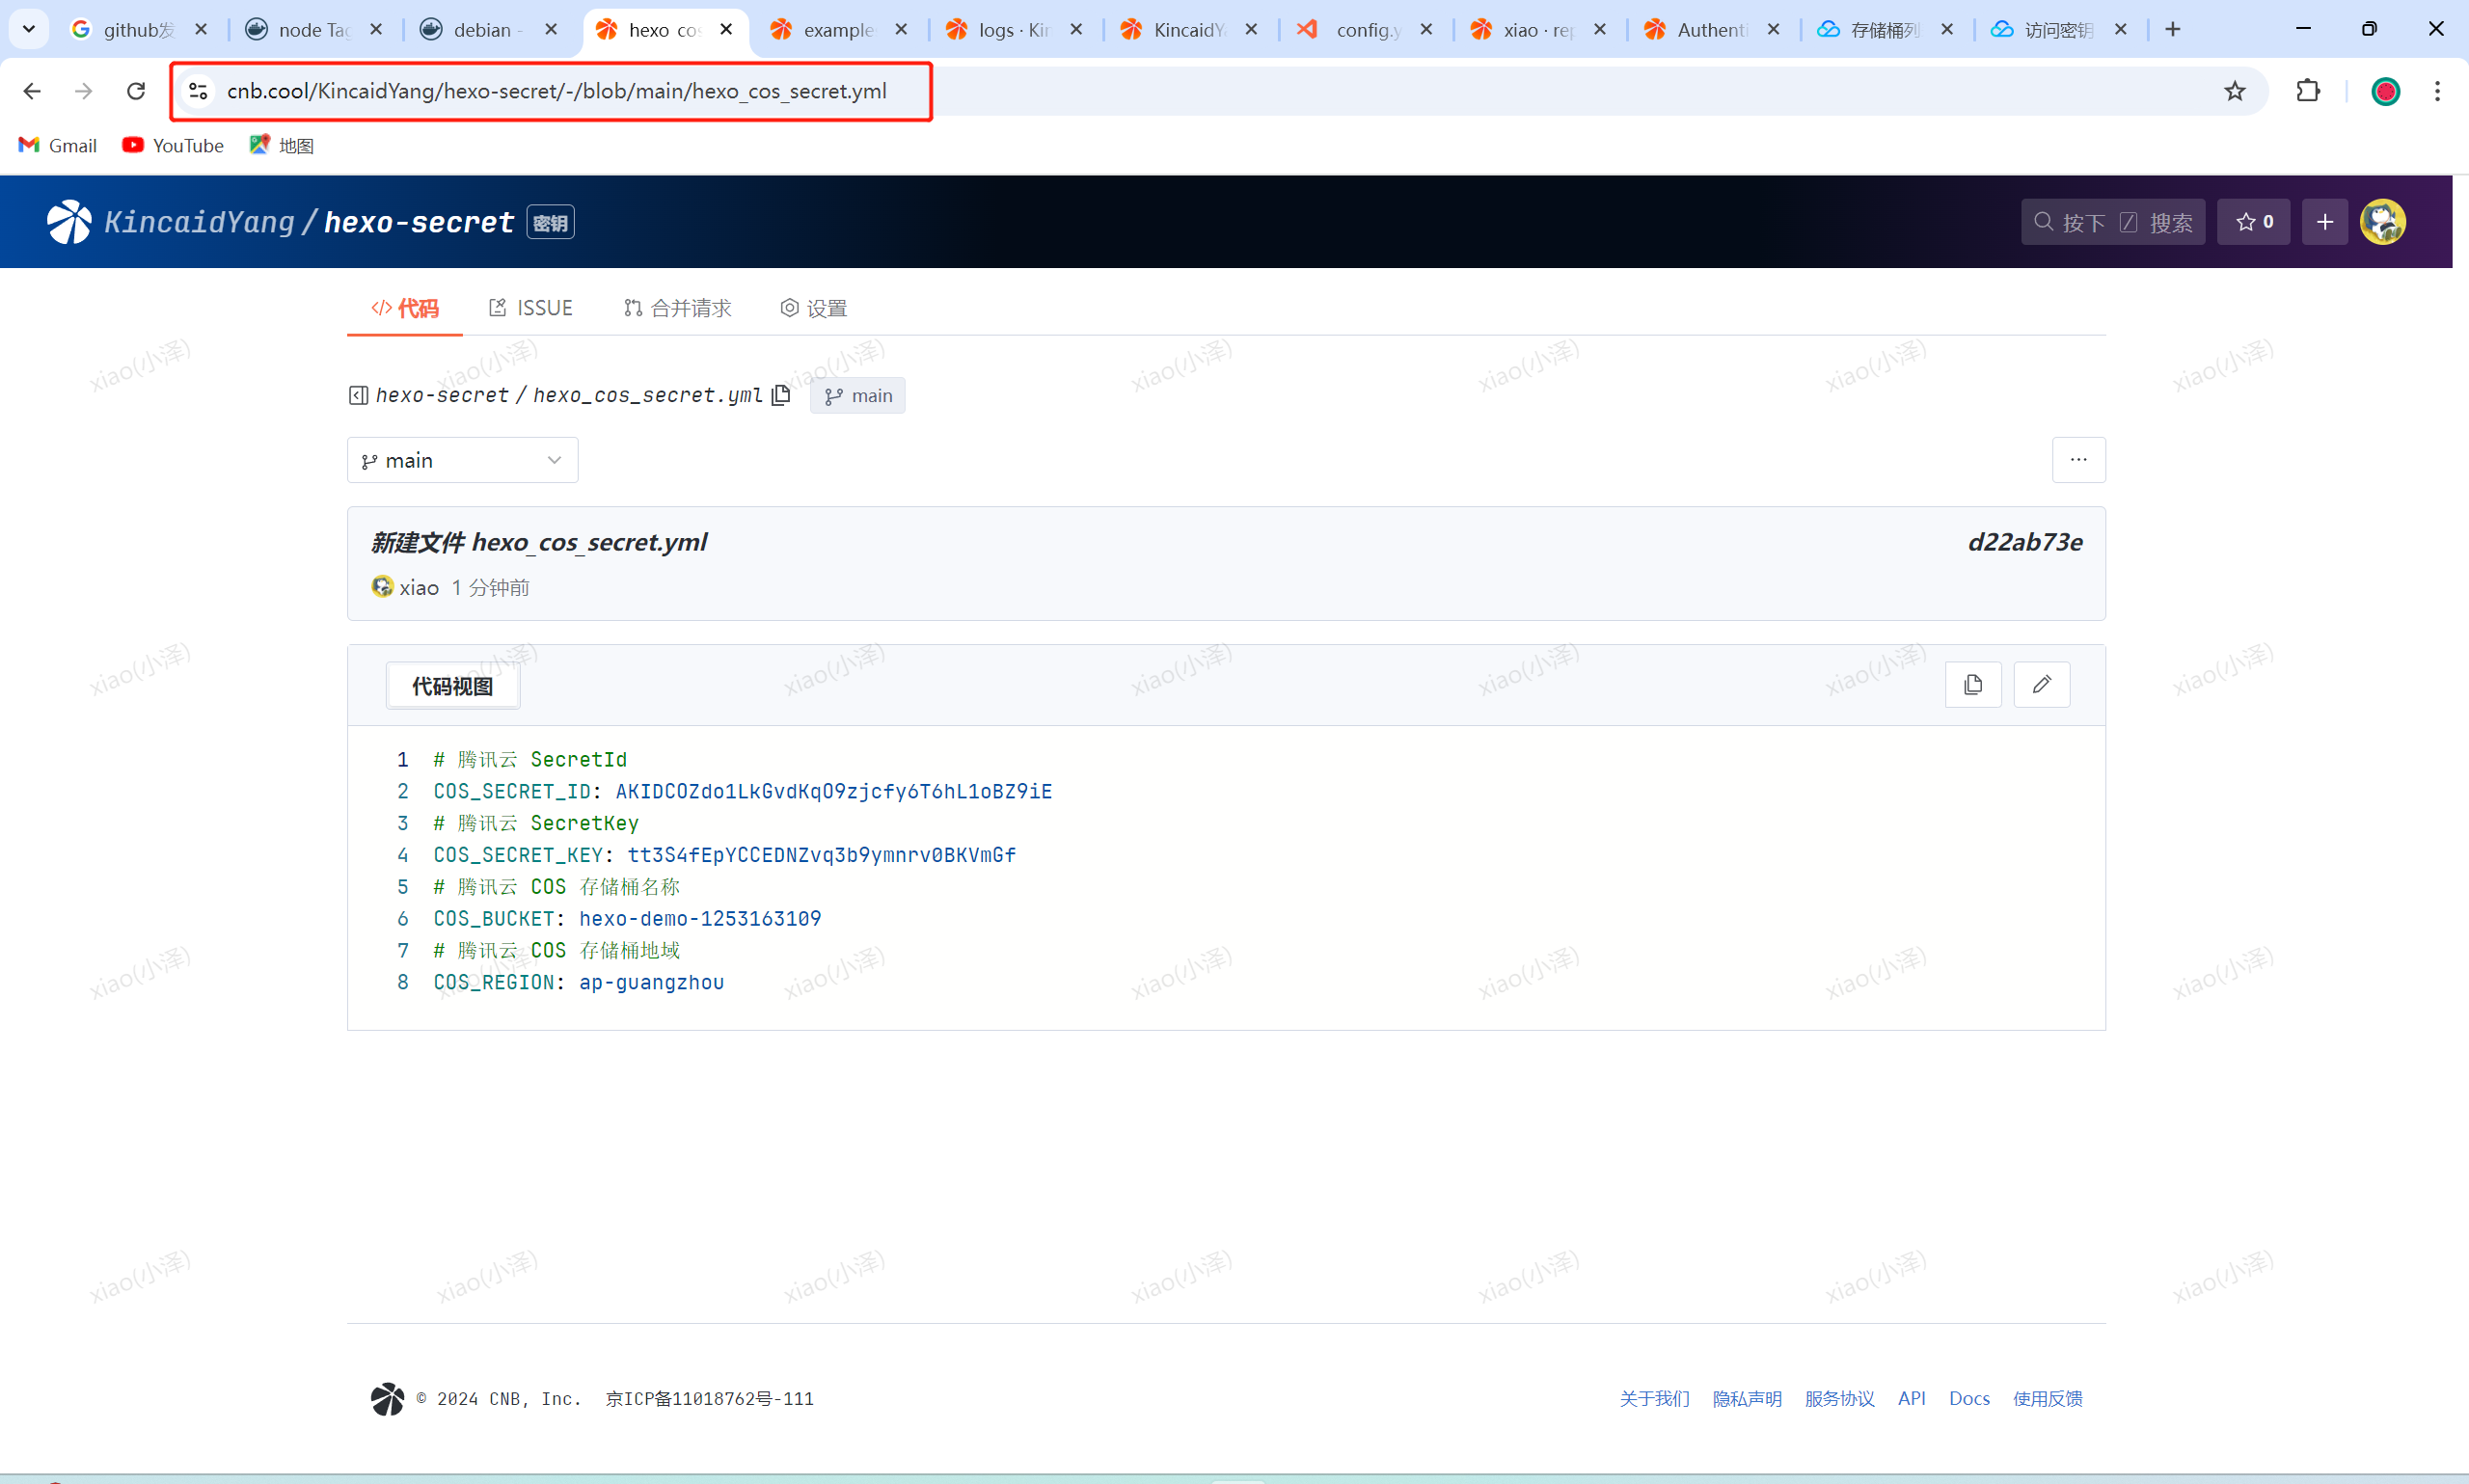 github发
node Tag
debian -
hexo cos
example
logs · Kin
KincaidYa
config.y
xiao · rep
Authenti
存储桶列
访问密钥
cnb.cool/KincaidYang/hexo-secret/-/blob/main/hexo_cos_secret.yml
Gmail
YouTube
地图
KincaidYang / hexo-secret 密钥
按下 / 搜索
0
代码
ISSUE
合并请求
设置
hexo-secret / hexo_cos_secret.yml
main
main
新建文件 hexo_cos_secret.yml
d22ab73e
xiao 1 分钟前
代码视图
1 # 腾讯云 SecretId
2 COS_SECRET_ID: AKIDCOZdo1LkGvdKqO9zjcfy6T6hL1oBZ9iE
3 # 腾讯云 SecretKey
4 COS_SECRET_KEY: tt3S4fEpYCCEDNZvq3b9ymnrv0BKVmGf
5 # 腾讯云 COS 存储桶名称
6 COS_BUCKET: hexo-demo-1253163109
7 # 腾讯云 COS 存储桶地域
8 COS_REGION: ap-guangzhou
xiao(小泽)
© 2024 CNB, Inc. 京ICP备11018762号-111
关于我们
隐私声明
服务协议
API
Docs
使用反馈